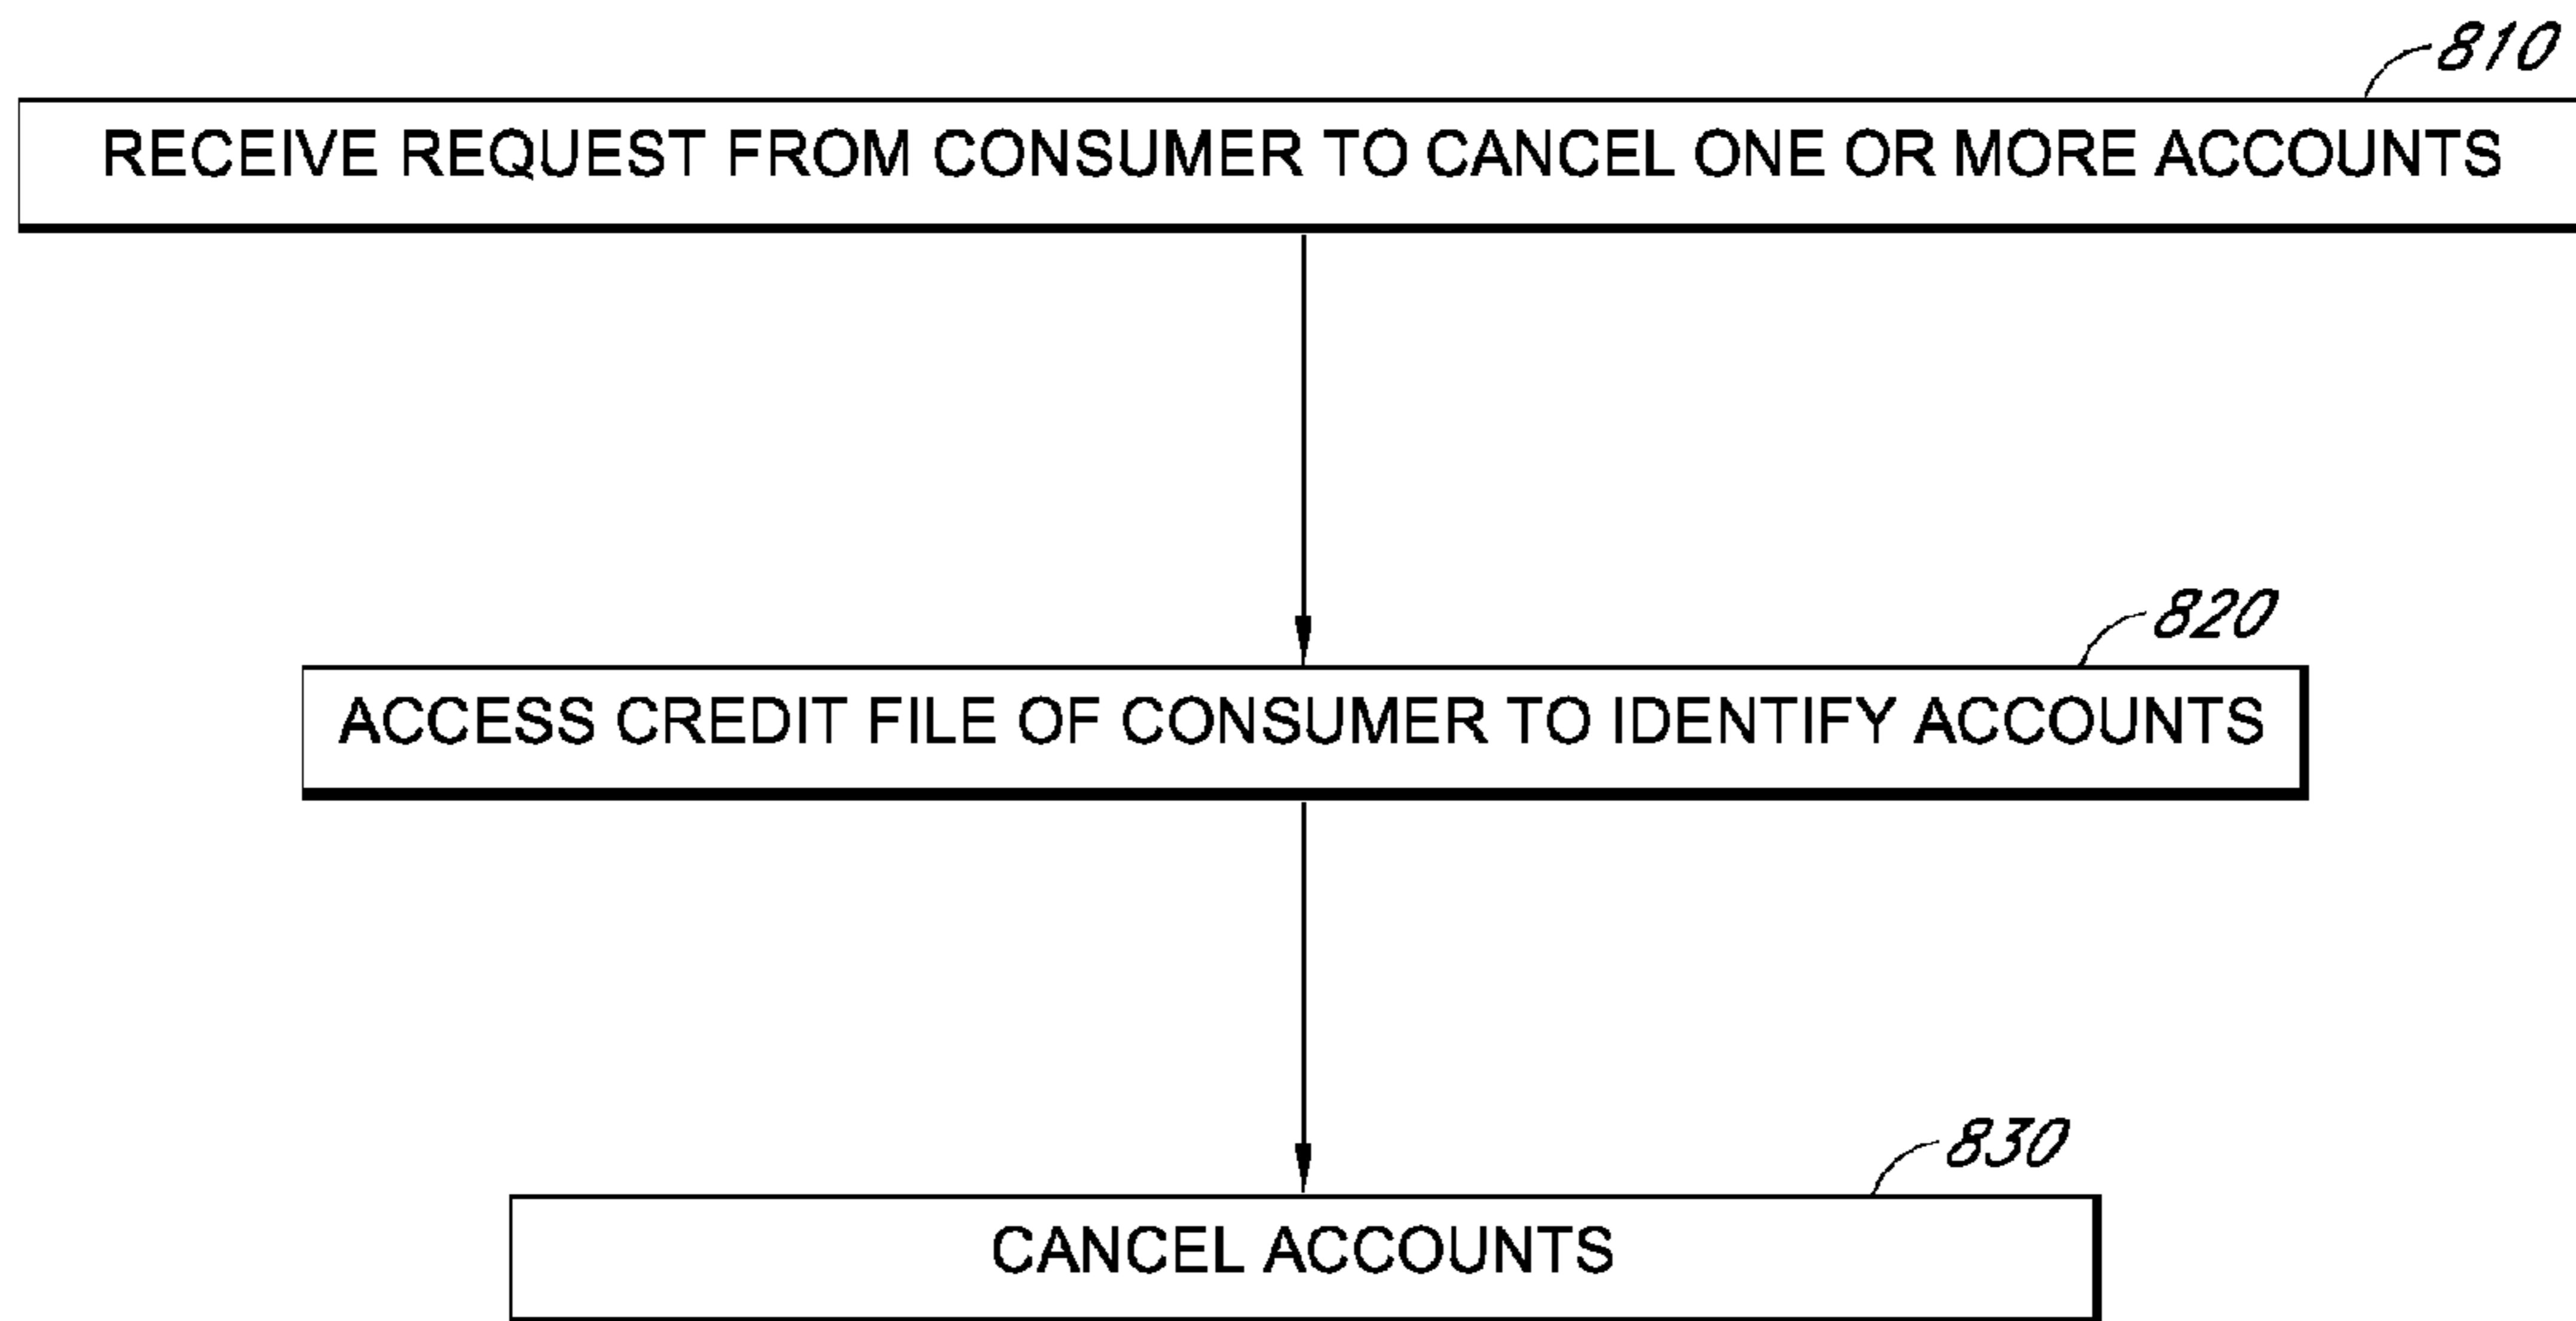 810
RECEIVE REQUEST FROM CONSUMER TO CANCEL ONE OR MORE ACCOUNTS
820
ACCESS CREDIT FILE OF CONSUMER TO IDENTIFY ACCOUNTS
830
CANCEL ACCOUNTS